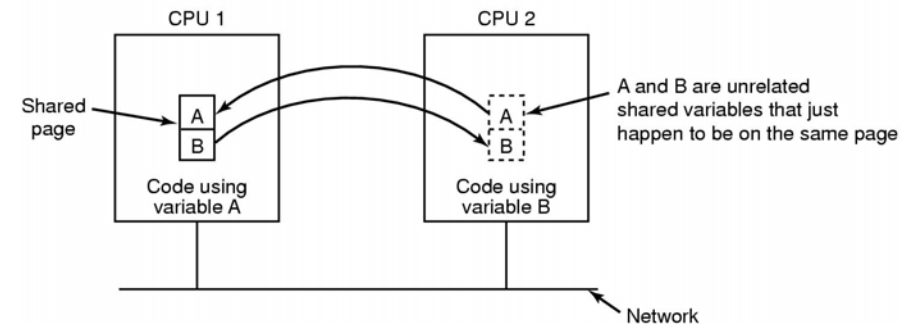 CPU 1
CPU 2
Shared
page
A
B
A
B
A and B are unrelated
shared variables that just
happen to be on the same page
Code using
variable A
Code using
variable B
Network